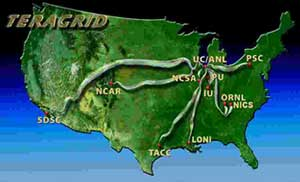 TERAGRID
UC/ANL
PSC
NCSA
PU
NCAR
IU
ORNL
NICS
SDSC
LONI
TACC